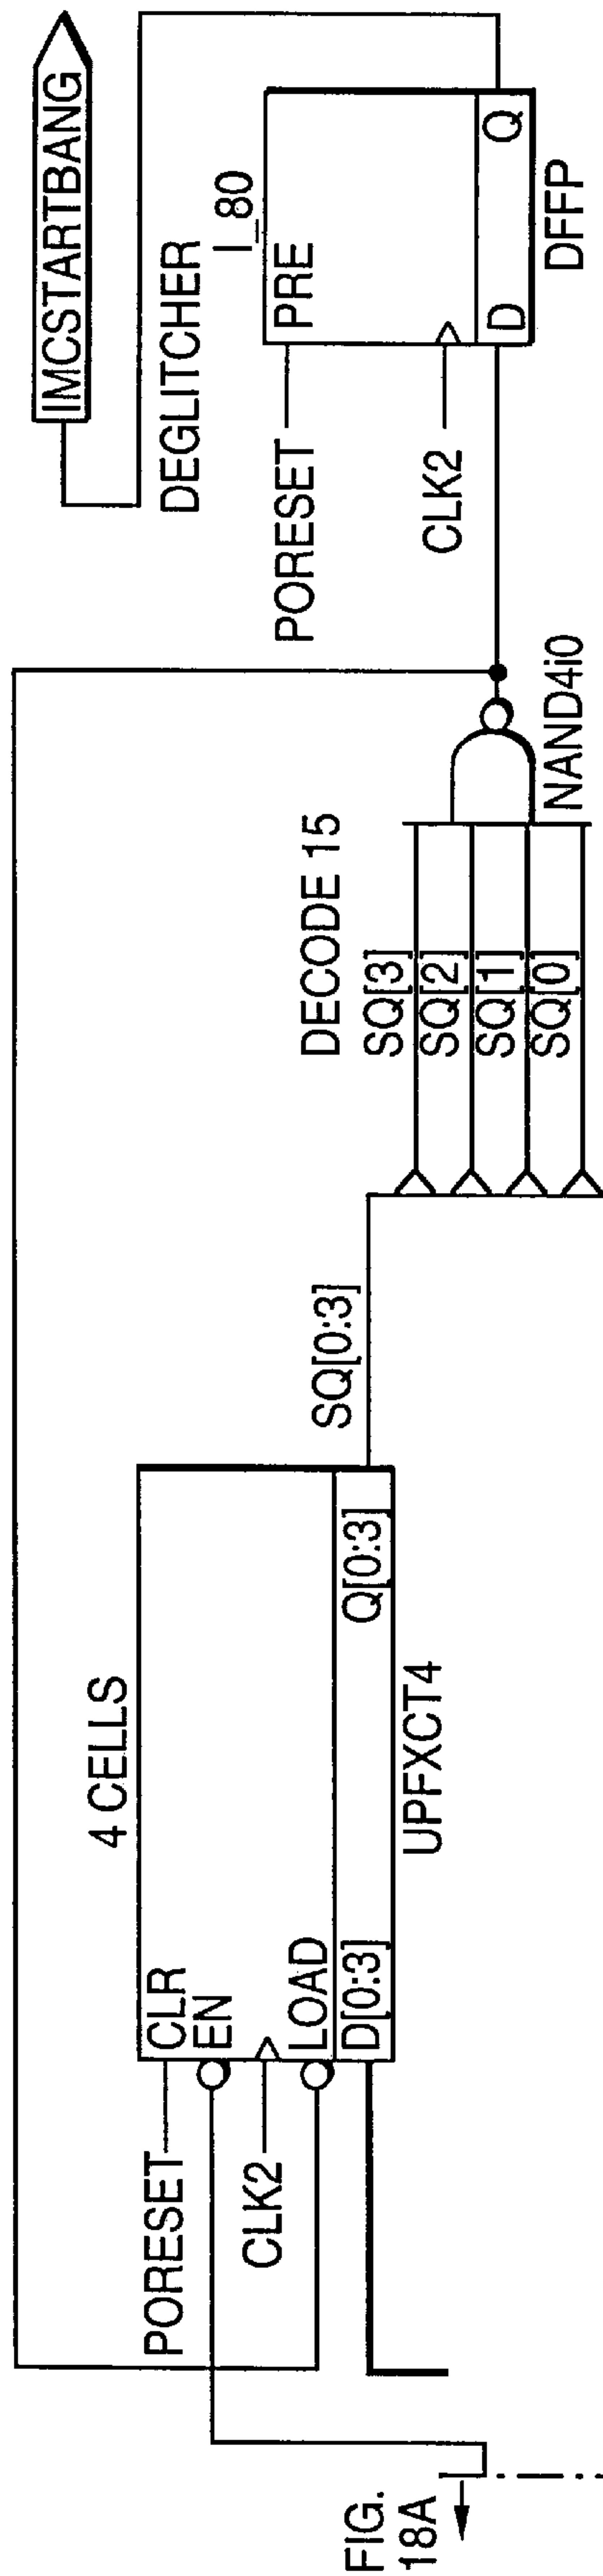 IMCSTARTBANG
DEGLITCHER
I_80
PRE
PORESET
CLK2
D
Q
DFFP
DECODE 15
SQ[3]
SQ[2]
SQ[1]
SQ[0]
NAND4i0
SQ[0:3]
4 CELLS
CLR
EN
LOAD
D[0:3]
Q[0:3]
UPFXCT4
PORESET
CLK2
FIG.
18A